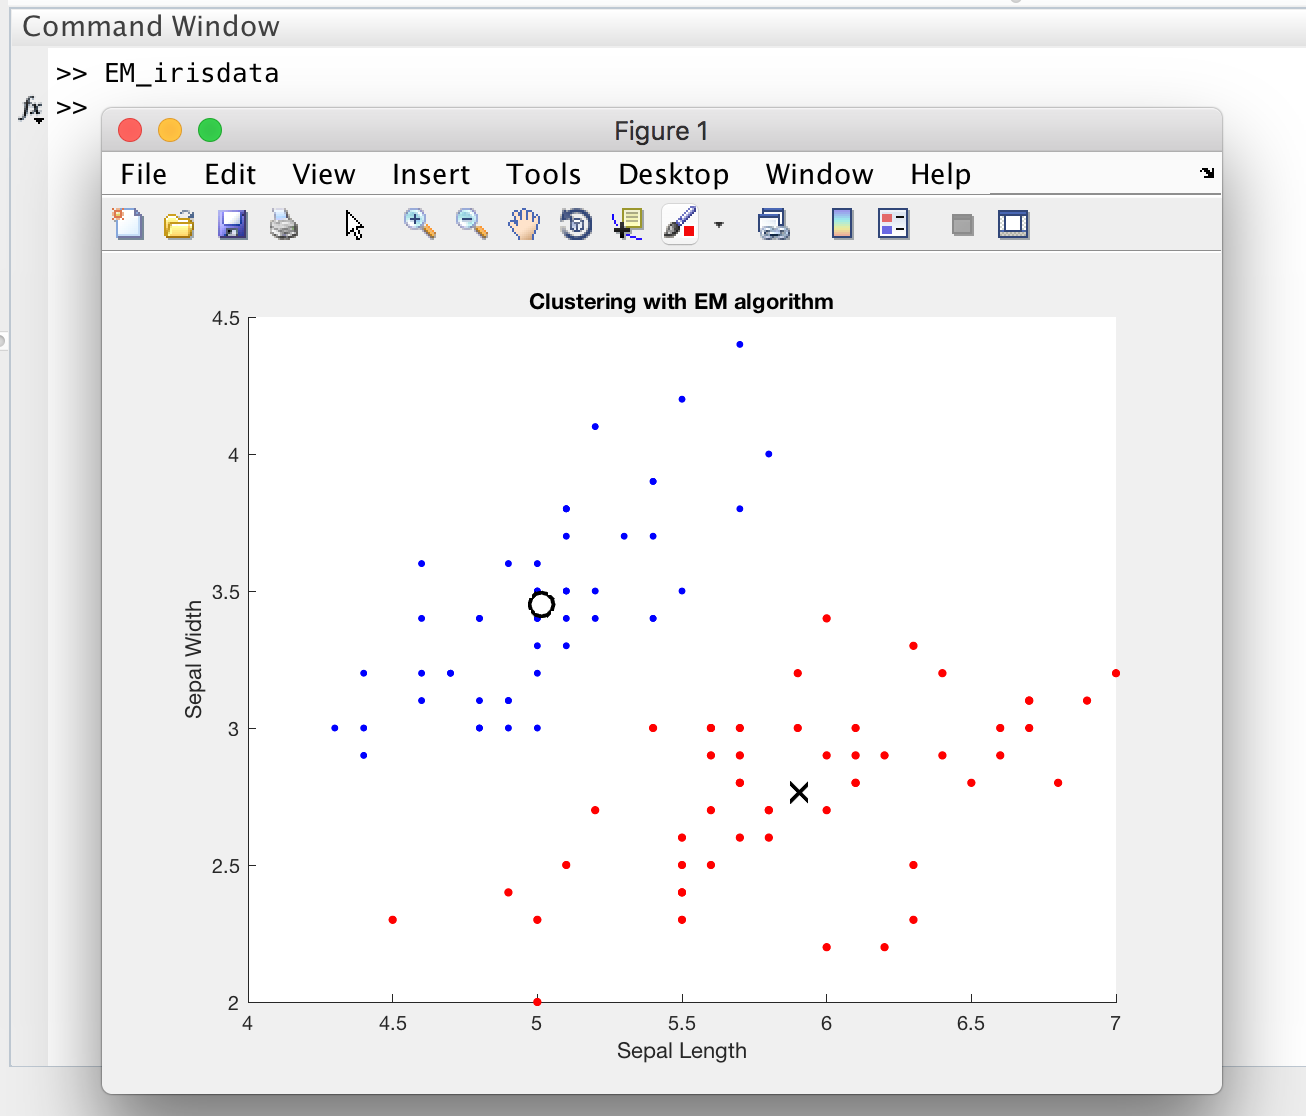 Command Window
>> EM_irisdata
fx >>
Figure 1
File Edit View Insert Tools Desktop Window Help
Clustering with EM algorithm
4.5
4
3.5
3
2.5
2
Sepal Width
4 4.5 5 5.5 6 6.5 7
Sepal Length